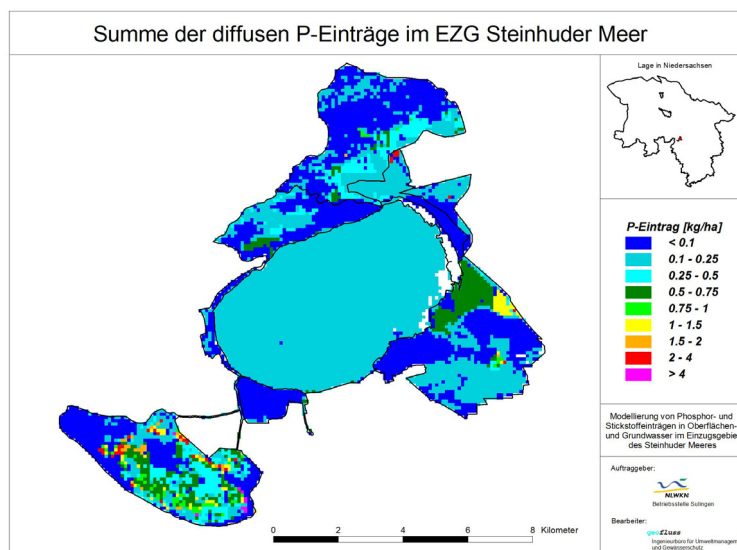 Summe der diffusen P-Einträge im EZG Steinhuder Meer
Lage in Niedersachsen
P-Eintrag [kg/ha]
< 0.1
0.1 - 0.25
0.25 - 0.5
0.5 - 0.75
0.75 - 1
1 - 1.5
1.5 - 2
2 - 4
> 4
Modellierung von Phosphor- und
Stickstoffeinträgen in Oberflächen-
und Grundwasser im Einzugsgebie
des Steinhuder Meeres
Auftraggeber:
NLWKN
Betriebsstelle Sulingen
Bearbeiter:
geofluss
Ingenieurbüro für Umweltmanagem
und Gewässerschutz
0 2 4 6 8 Kilometer